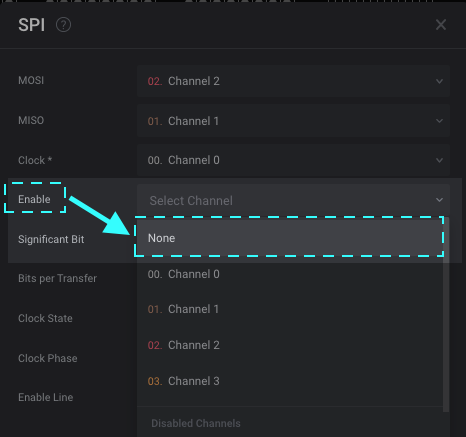 SPI ?
MOSI 02. Channel 2
MISO 01. Channel 1
Clock * 00. Channel 0
Enable Select Channel
Significant Bit None
Bits per Transfer 00. Channel 0
Clock State 01. Channel 1
Clock Phase 02. Channel 2
Enable Line 03. Channel 3
Disabled Channels